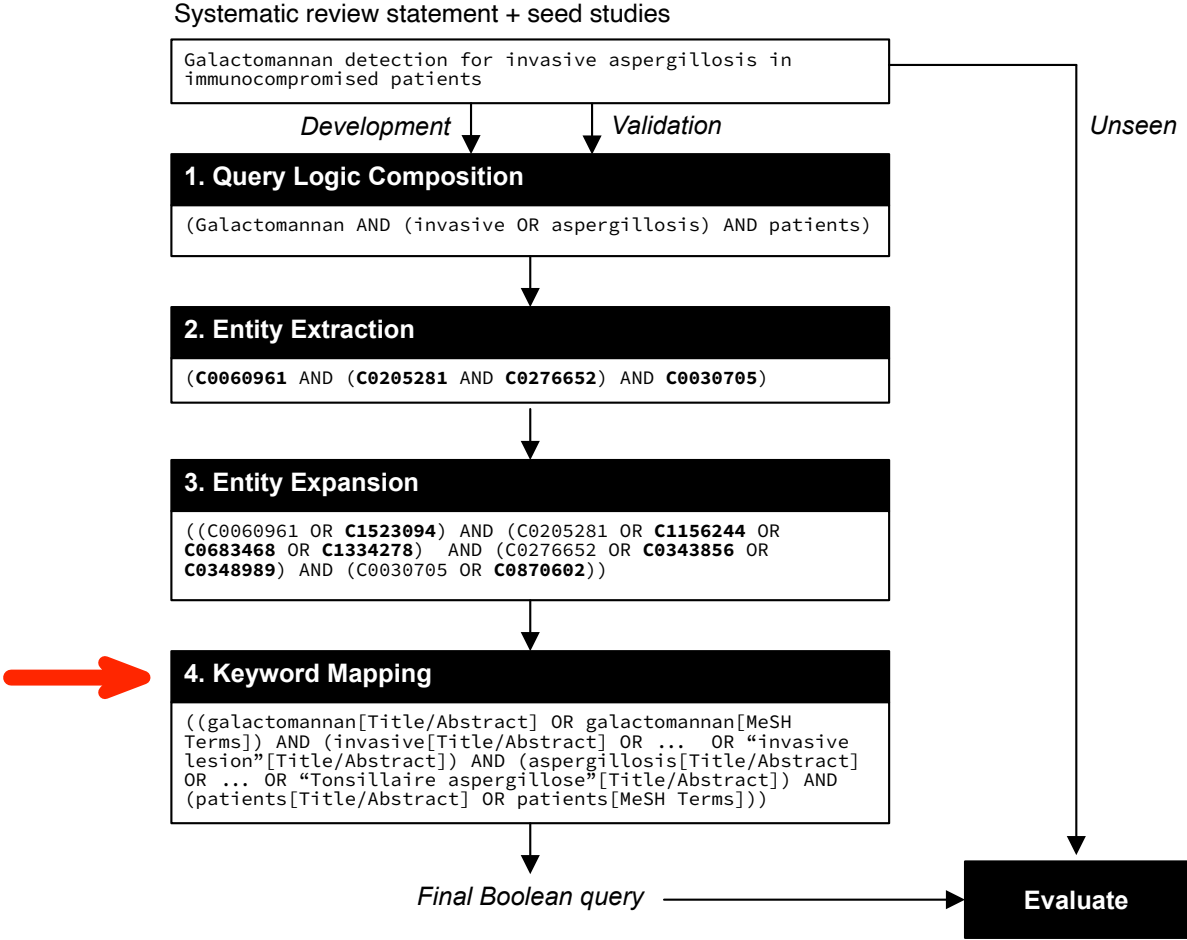 Systematic review statement + seed studies
Galactomannan detection for invasive aspergillosis in
immunocompromised patients
Development
Validation
Unseen
1. Query Logic Composition
(Galactomannan AND (invasive OR aspergillosis) AND patients)
2. Entity Extraction
(C0060961 AND (C0205281 AND C0276652) AND C0030705)
3. Entity Expansion
((C0060961 OR C1523094) AND (C0205281 OR C1156244 OR
C0683468 OR C1334278) AND (C0276652 OR C0343856 OR
C0348989) AND (C0030705 OR C0870602))
4. Keyword Mapping
((galactomannan[Title/Abstract] OR galactomannan[MeSH
Terms]) AND (invasive[Title/Abstract] OR ... OR “invasive
lesion”[Title/Abstract]) AND (aspergillosis[Title/Abstract]
OR ... OR “Tonsillaire aspergillose”[Title/Abstract]) AND
(patients[Title/Abstract] OR patients[MeSH Terms]))
Final Boolean query
Evaluate